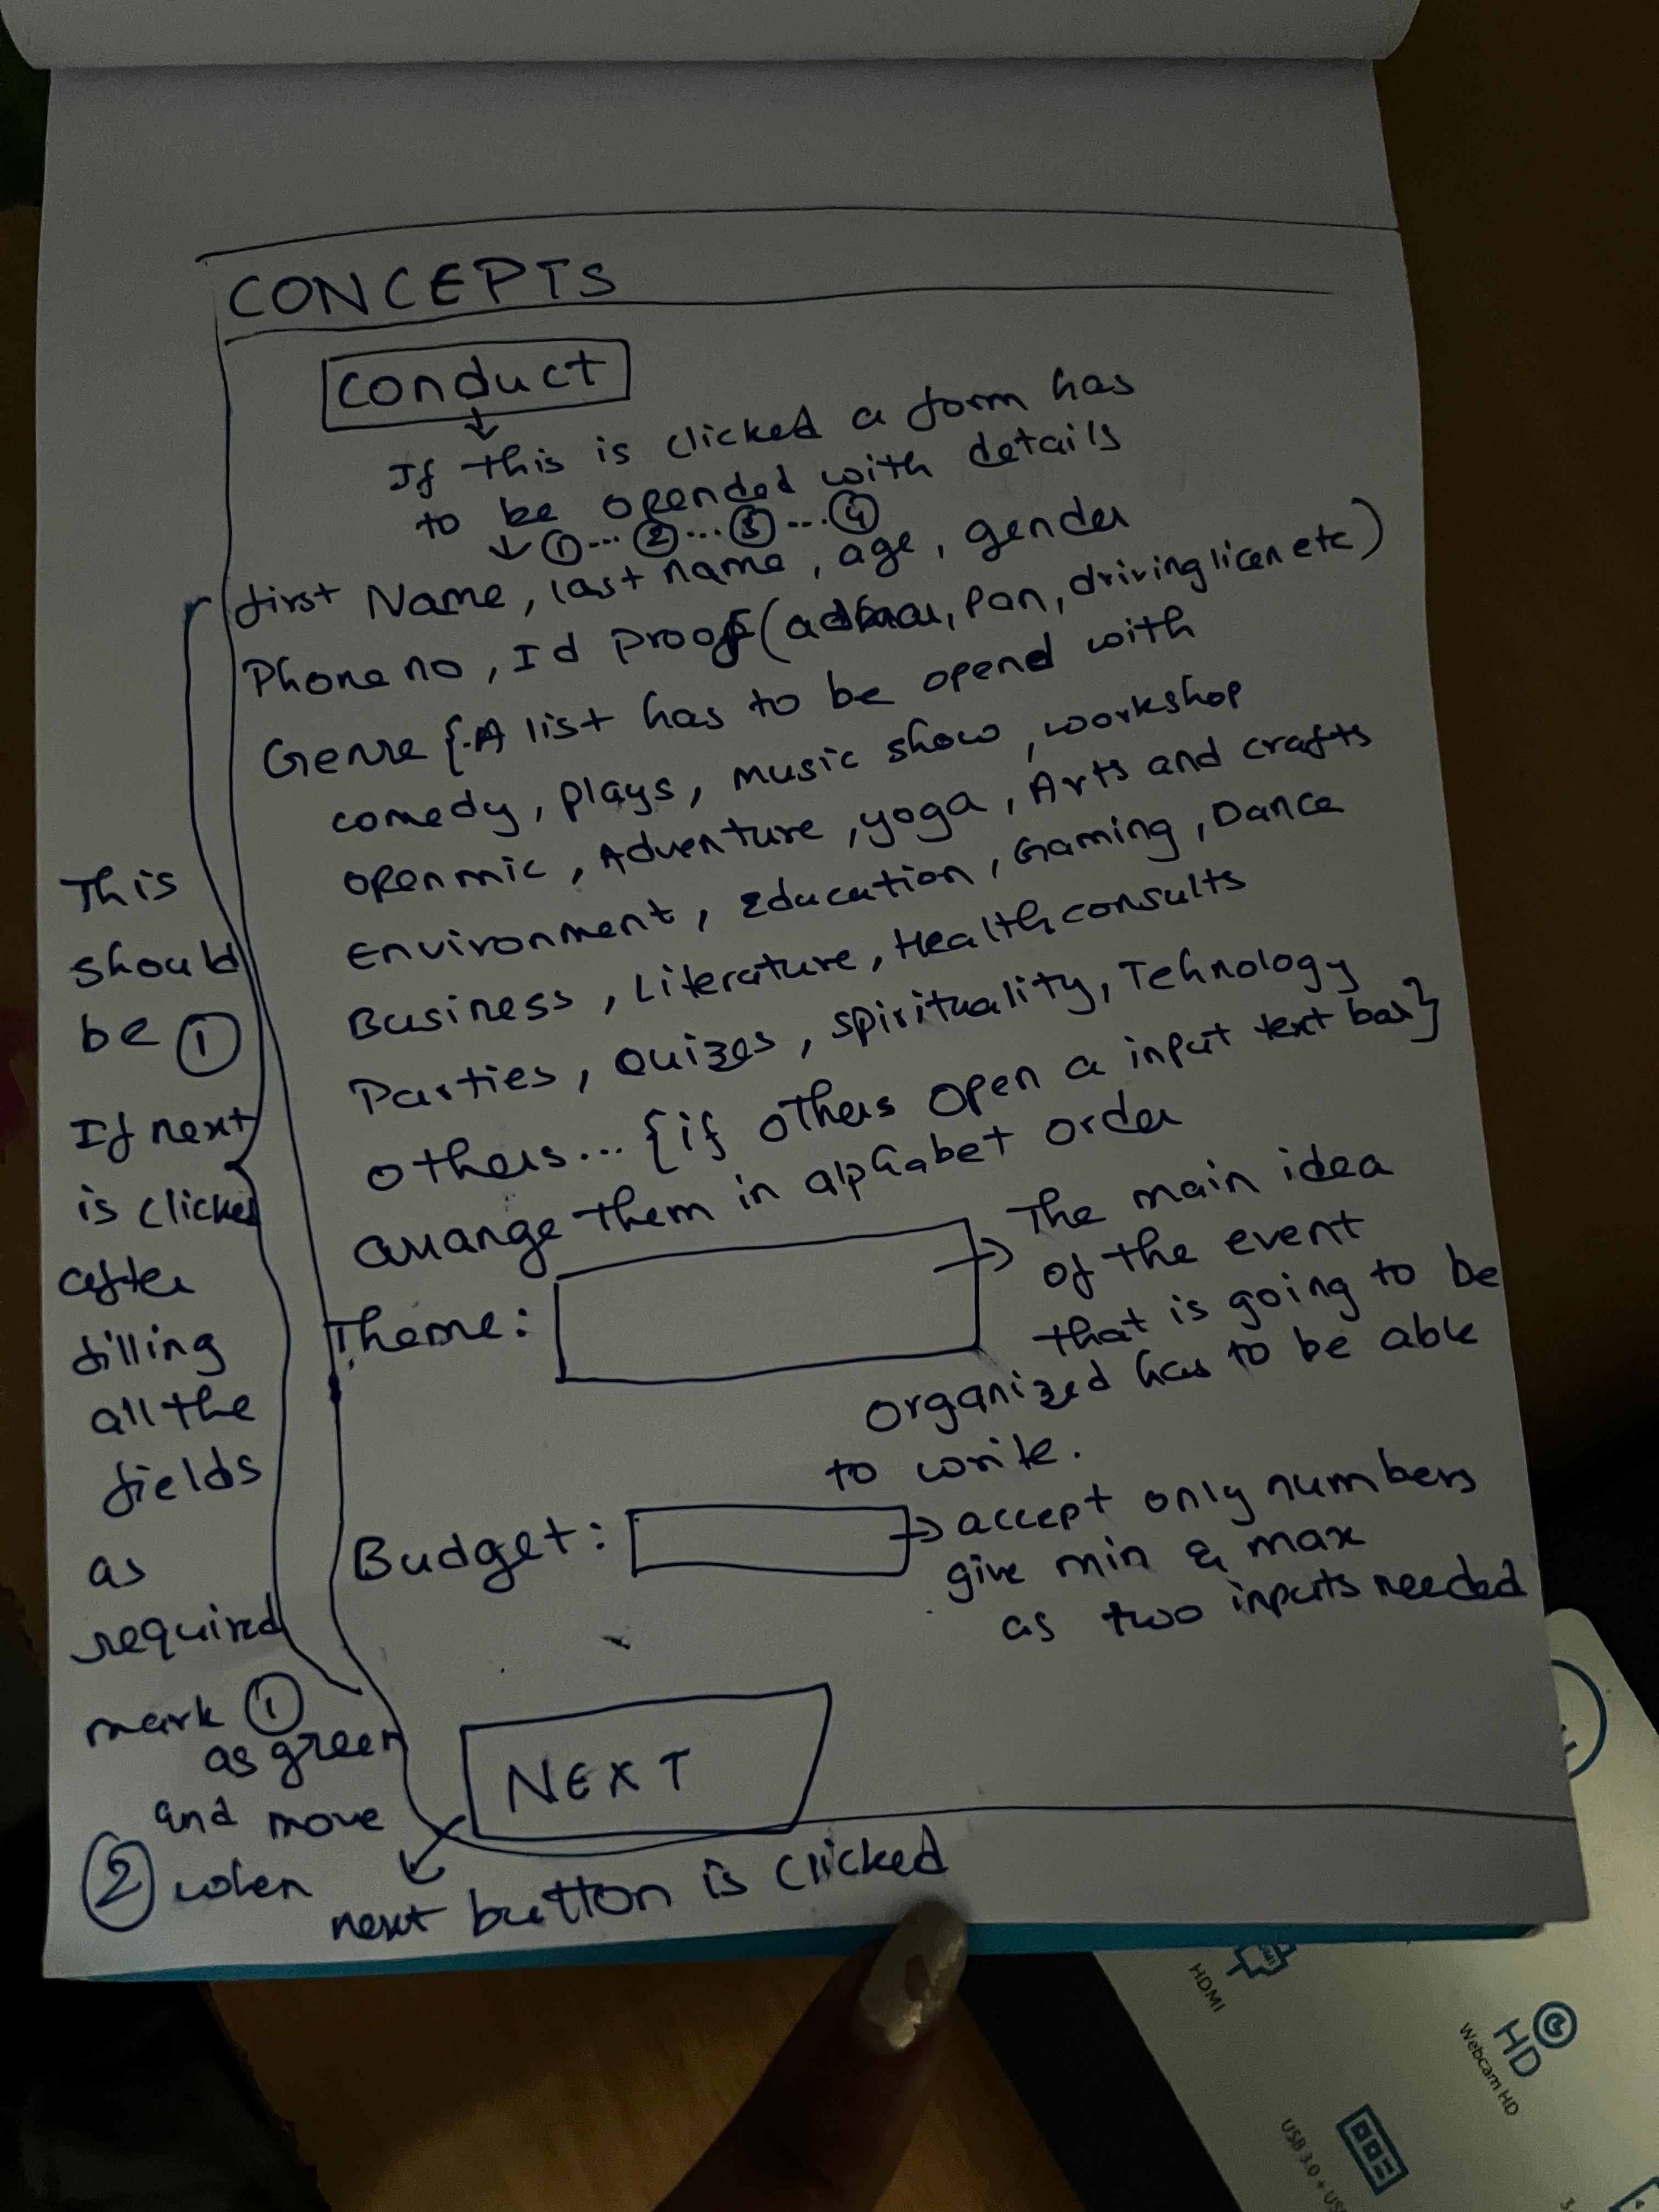 CONCEPTS
conduct
If this is clicked a form has
to be opended with details
① --- ② ... ③ ... ④
first Name, last name, age, gender
Phone no, Id proof (adhaar, Pan, driving licen etc)
Genre {. A list has to be opend with
comedy, Plays, music show, workshop
openmic, Adventure, yoga, Arts and crafts
Environment, Education, Gaming, Dance
Business, Literature, Health consults
Parties, Quizes, spirituality, Tehnology
others... {if others open a input text bar}
arrange them in alphabet order
Theme:
The main idea
of the event
that is going to be
organized has to be able
to write.
Budget:
accept only numbers
give min & max
as two inputs needed
NEXT
next button is clicked
This
should
be ①
If next
is clicked
after
filling
all the
fields
as
required
mark ①
as green
and move
② when
HDMI
HD
Webcam HD
USB 3.0 + US